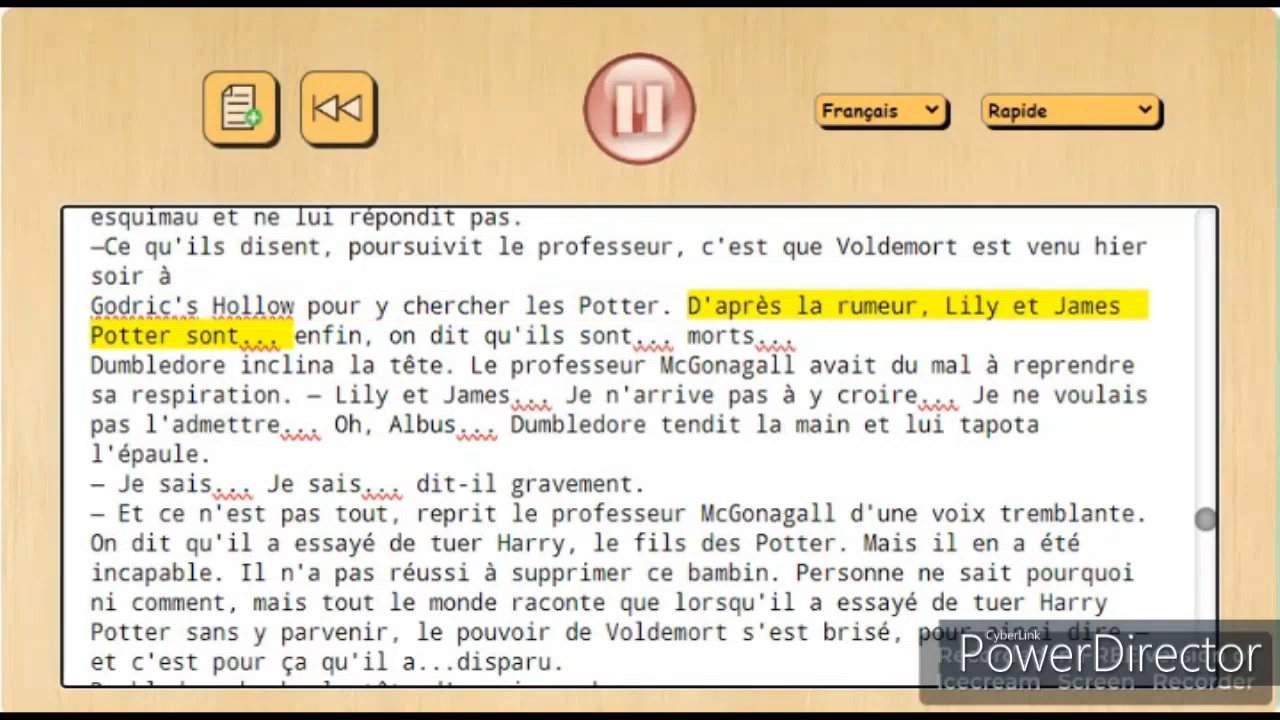 Français
Rapide
esquimau et ne lui répondit pas.
—Ce qu'ils disent, poursuivit le professeur, c'est que Voldemort est venu hier
soir à
Godric's Hollow pour y chercher les Potter. D'après la rumeur, Lily et James
Potter sont... enfin, on dit qu'ils sont... morts...
Dumbledore inclina la tête. Le professeur McGonagall avait du mal à reprendre
sa respiration. — Lily et James... Je n'arrive pas à y croire... Je ne voulais
pas l'admettre... Oh, Albus... Dumbledore tendit la main et lui tapota
l'épaule.
— Je sais... Je sais... dit-il gravement.
— Et ce n'est pas tout, reprit le professeur McGonagall d'une voix tremblante.
On dit qu'il a essayé de tuer Harry, le fils des Potter. Mais il en a été
incapable. Il n'a pas réussi à supprimer ce bambin. Personne ne sait pourquoi
ni comment, mais tout le monde raconte que lorsqu'il a essayé de tuer Harry
Potter sans y parvenir, le pouvoir de Voldemort s'est brisé, pour ainsi dire —
et c'est pour ça qu'il a...disparu.
CyberLink
PowerDirector
Icecream Screen Recorder